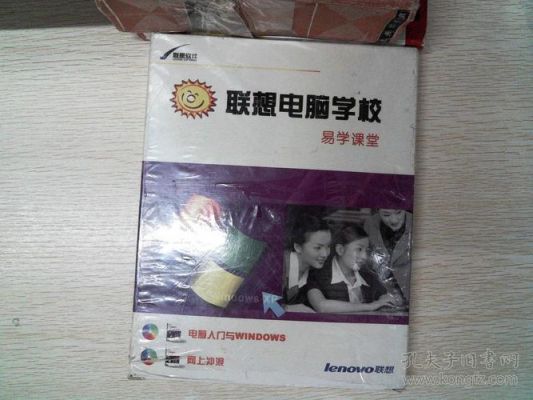 联想软件
联想电脑学校
易学课堂
WINDOWS XP
电脑入门与WINDOWS
网上冲浪
lenovo联想
孔夫子旧书网
www.kongfz.com